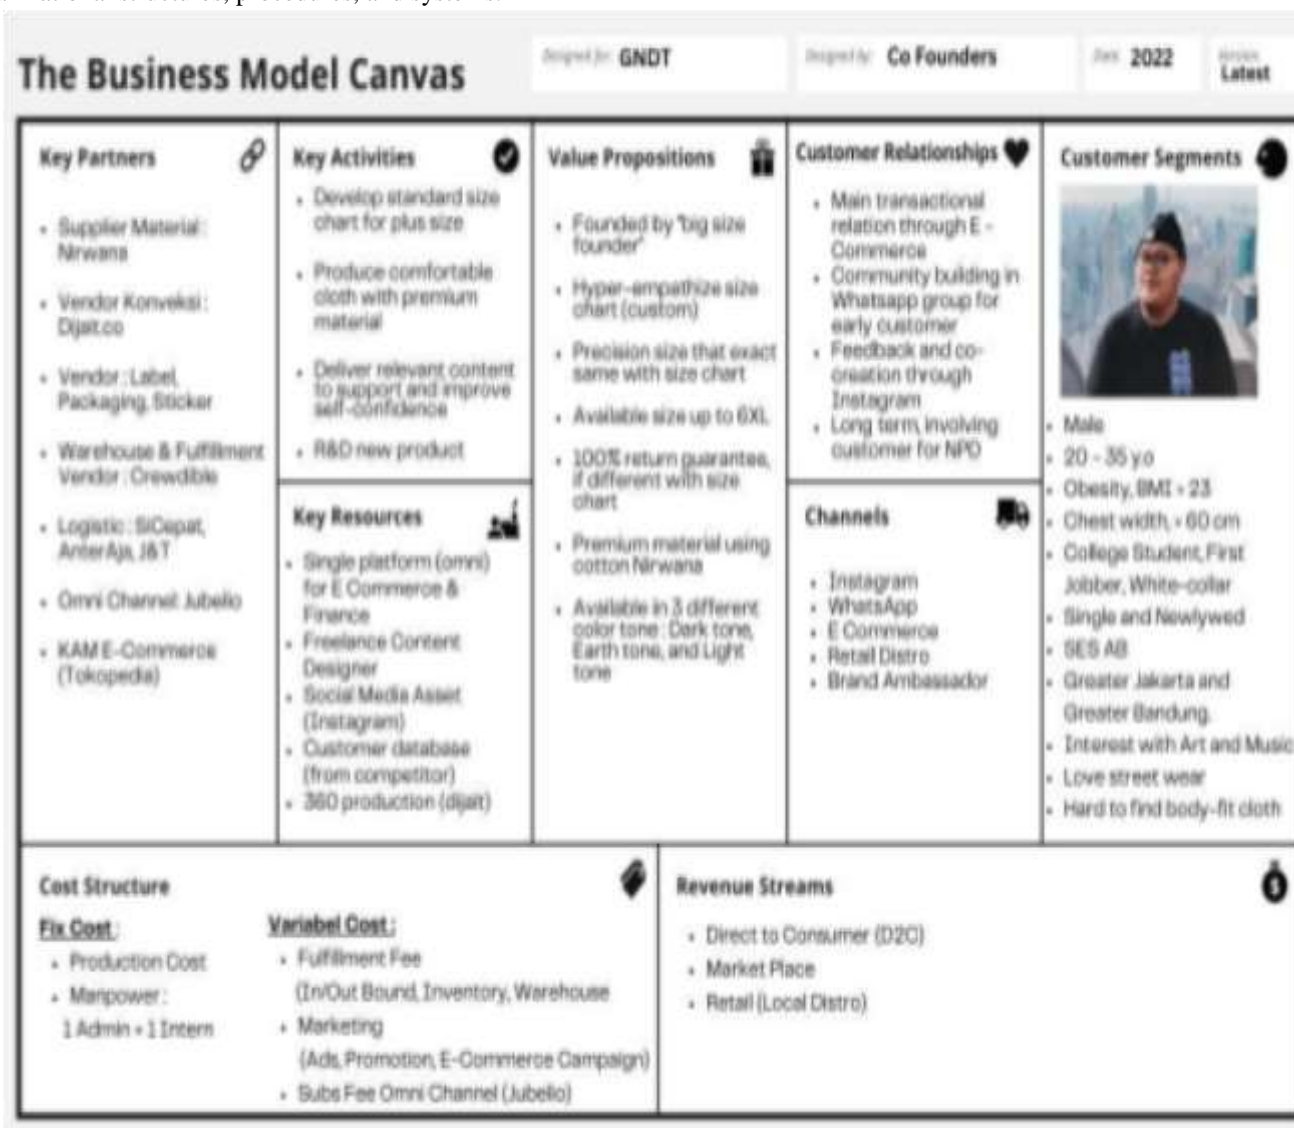 The Business Model Canvas
Designed for: GNDT
Designed by: Co Founders
Date: 2022
Latest
Key Partners
• Supplier Material :
Nirwana
• Vendor Konveksi :
Dijait.co
• Vendor : Label,
Packaging, Sticker
• Warehouse & Fulfillment
Vendor : Crewdible
• Logistic : SiCepat,
AnterAja, J&T
• Omni Channel: Jubelio
• KAM E-Commerce
(Tokopedia)
Key Activities
• Develop standard size
chart for plus size
• Produce comfortable
cloth with premium
material
• Deliver relevant content
to support and improve
self-confidence
• R&D new product
Key Resources
• Single platform (omni)
for E Commerce &
Finance
• Freelance Content
Designer
• Social Media Asset
(Instagram)
• Customer database
(from competitor)
• 360 production (dijait)
Value Propositions
• Founded by "big size
founder"
• Hyper-empathize size
chart (custom)
• Precision size that exact
same with size chart
• Available size up to 6XL
• 100% return guarantee,
if different with size
chart
• Premium material using
cotton Nirwana
• Available in 3 different
color tone : Dark tone,
Earth tone, and Light
tone
Customer Relationships
• Main transactional
relation through E -
Commerce
• Community building in
Whatsapp group for
early customer
• Feedback and co-
creation through
Instagram
• Long term, involving
customer for NPD
Channels
• Instagram
• WhatsApp
• E Commerce
• Retail Distro
• Brand Ambassador
Customer Segments
• Male
• 20 - 35 yo
• Obesity, BMI 23
• Chest width, 60 cm
• College Student, First
Jobber, White-collar
• Single and Newlywed
• SES AB
• Greater Jakarta and
Greater Bandung.
• Interest with Art and Music
• Love street wear
• Hard to find body-fit cloth
Cost Structure
Fix Cost :
• Production Cost
• Manpower :
1 Admin + 1 Intern
Variabel Cost :
• Fulfillment Fee
(In/Out Bound, Inventory, Warehouse
• Marketing
(Ads, Promotion, E-Commerce Campaign)
• Subs Fee Omni Channel (Jubelio)
Revenue Streams
• Direct to Consumer (D2C)
• Market Place
• Retail (Local Distro)